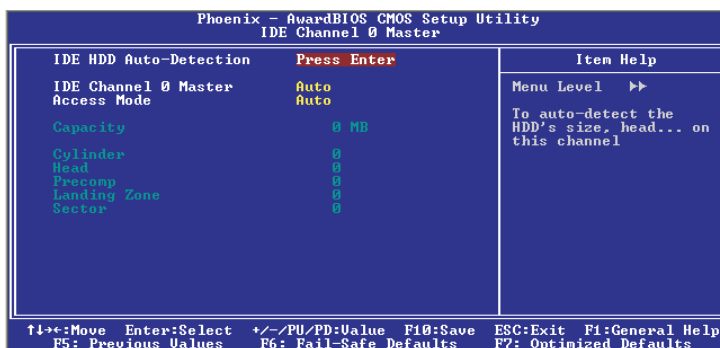 Phoenix - AwardBIOS CMOS Setup Utility
IDE Channel 0 Master
IDE HDD Auto-Detection Press Enter
Item Help
IDE Channel 0 Master Auto
Access Mode Auto
Capacity 0 MB
Cylinder 0
Head 0
Precomp 0
Landing Zone 0
Sector 0
Menu Level ▸▸
To auto-detect the
HDD's size, head... on
this channel
↑↓→←:Move Enter:Select +/-/PU/PD:Value F10:Save ESC:Exit F1:General Help
F5: Previous Values F6: Fail-Safe Defaults F7: Optimized Defaults